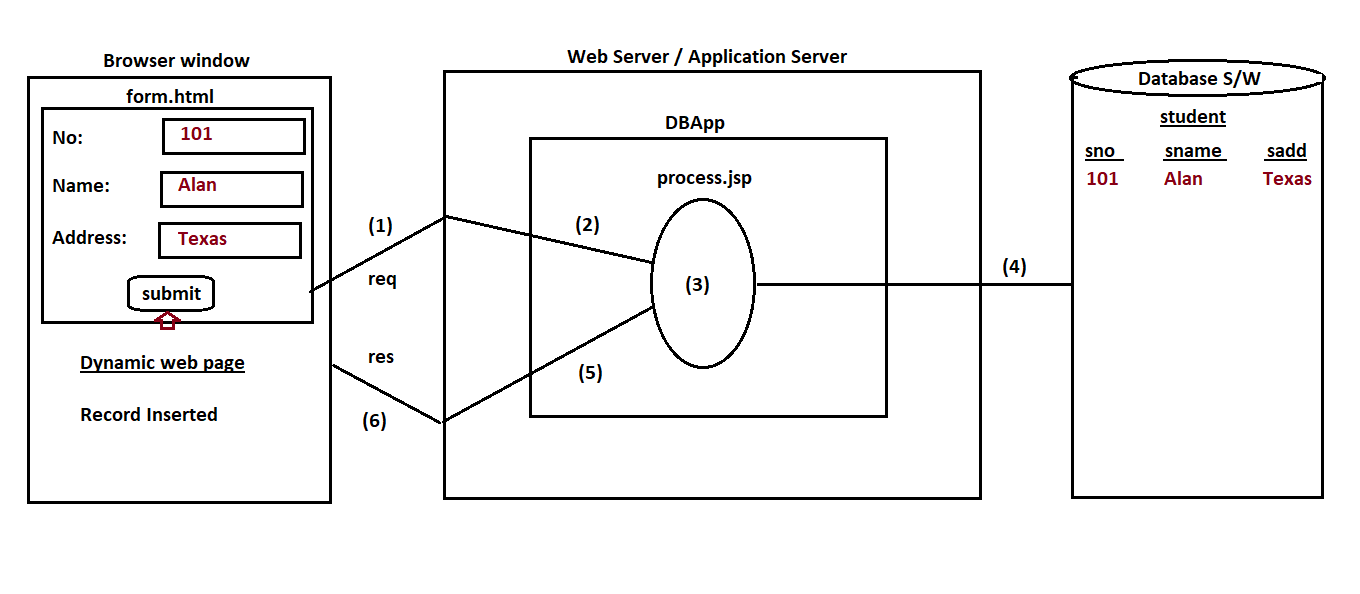 Browser window
form.html
No: 101
Name: Alan
Address: Texas
submit
Dynamic web page
Record Inserted
(1)
req
res
(6)
Web Server / Application Server
DBApp
process.jsp
(2)
(3)
(5)
(4)
Database S/W
student
sno sname sadd
101 Alan Texas